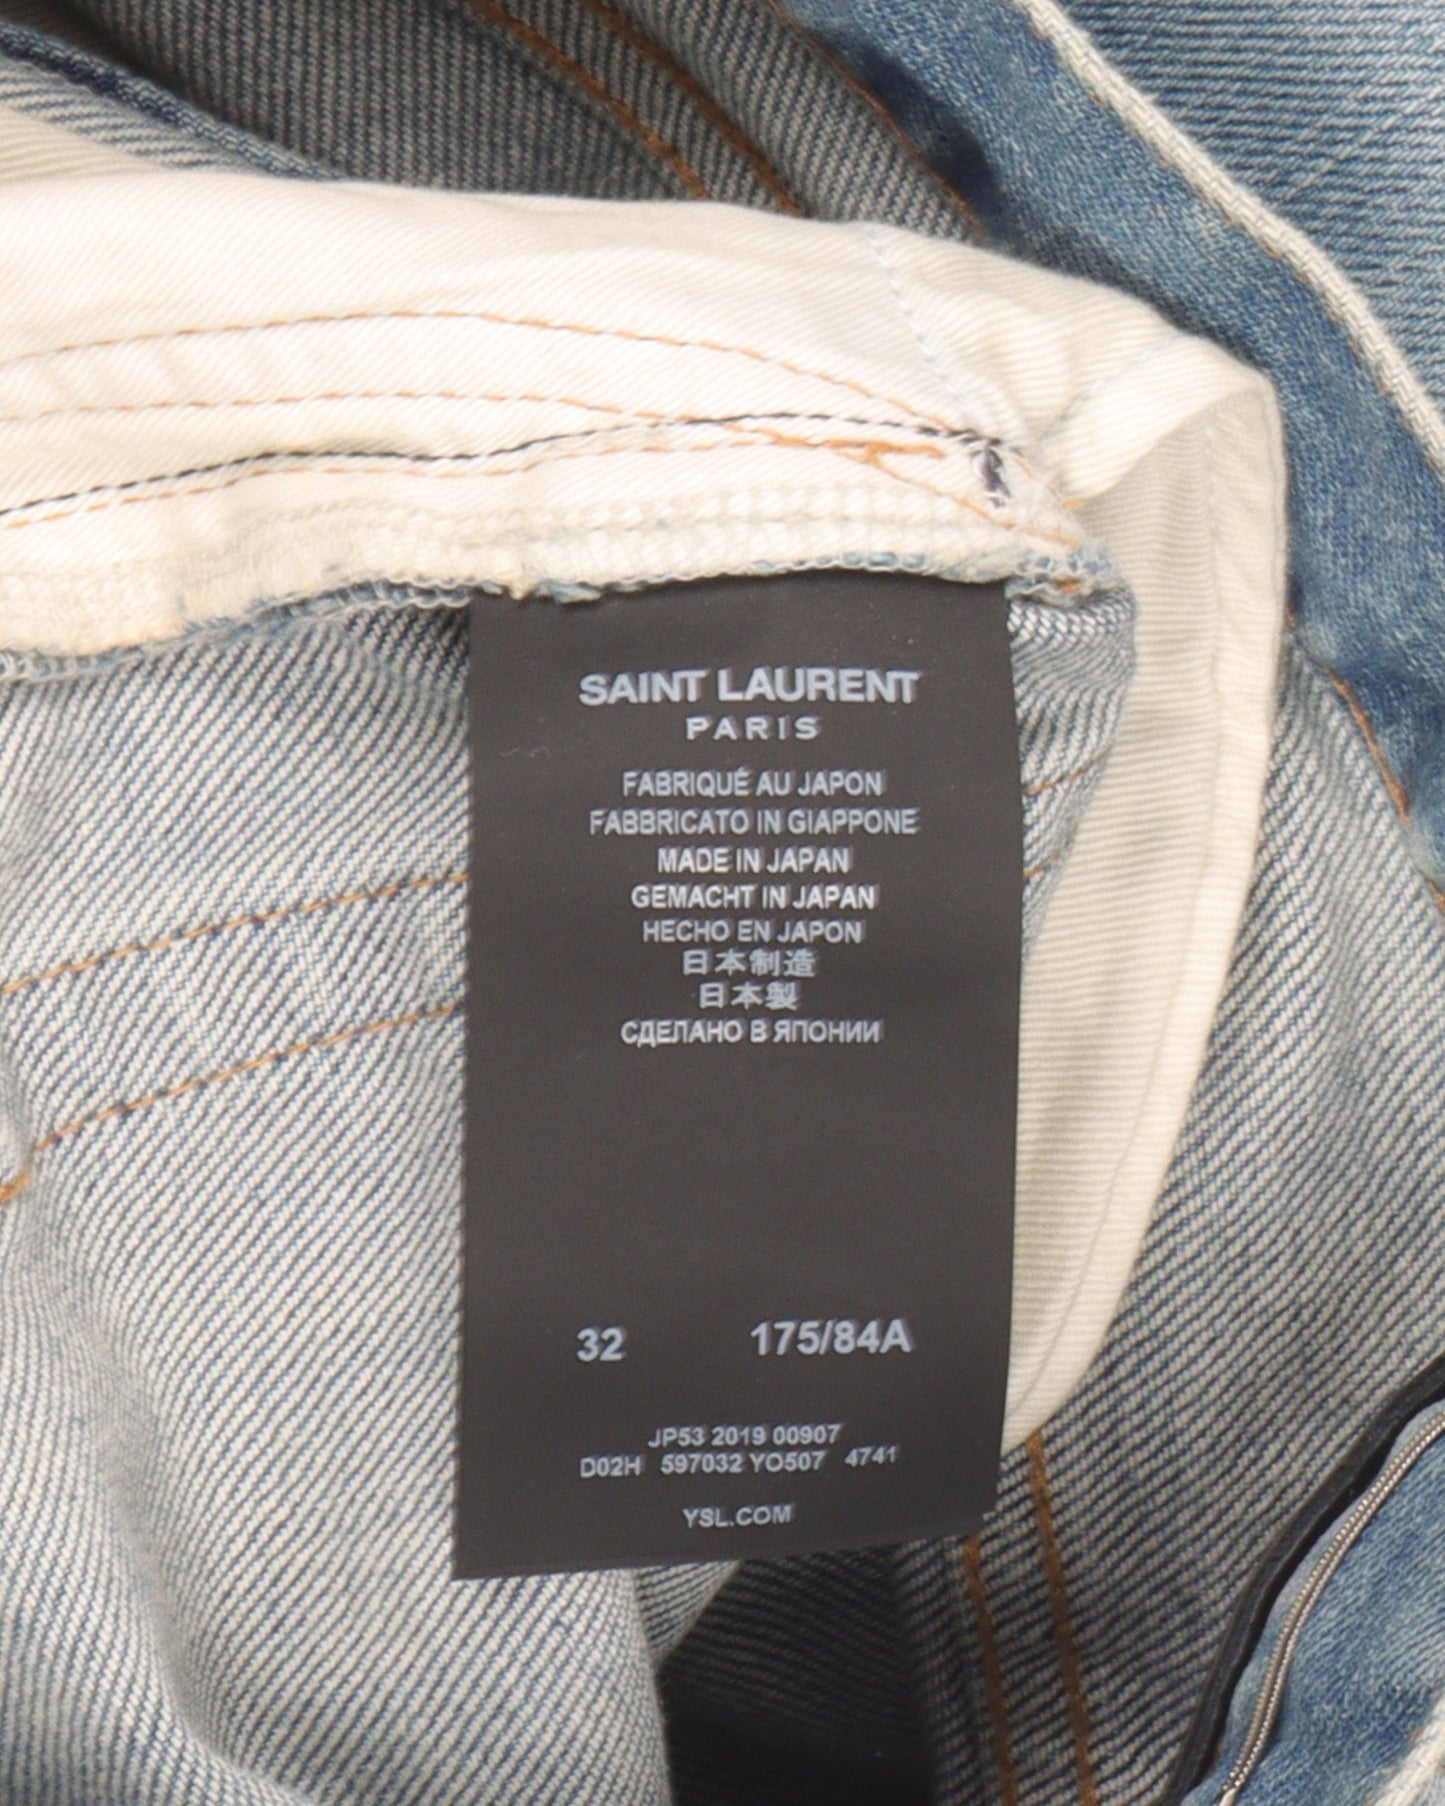 SAINT LAURENT
PARIS
FABRIQUÉ AU JAPON
FABBRICATO IN GIAPPONE
MADE IN JAPAN
GEMACHT IN JAPAN
HECHO EN JAPON
日本制造
日本製
СДЕЛАНО В ЯПОНИИ
32 175/84A
JP53 2019 00907
D02H 597032 YO507 4741
YSL.COM